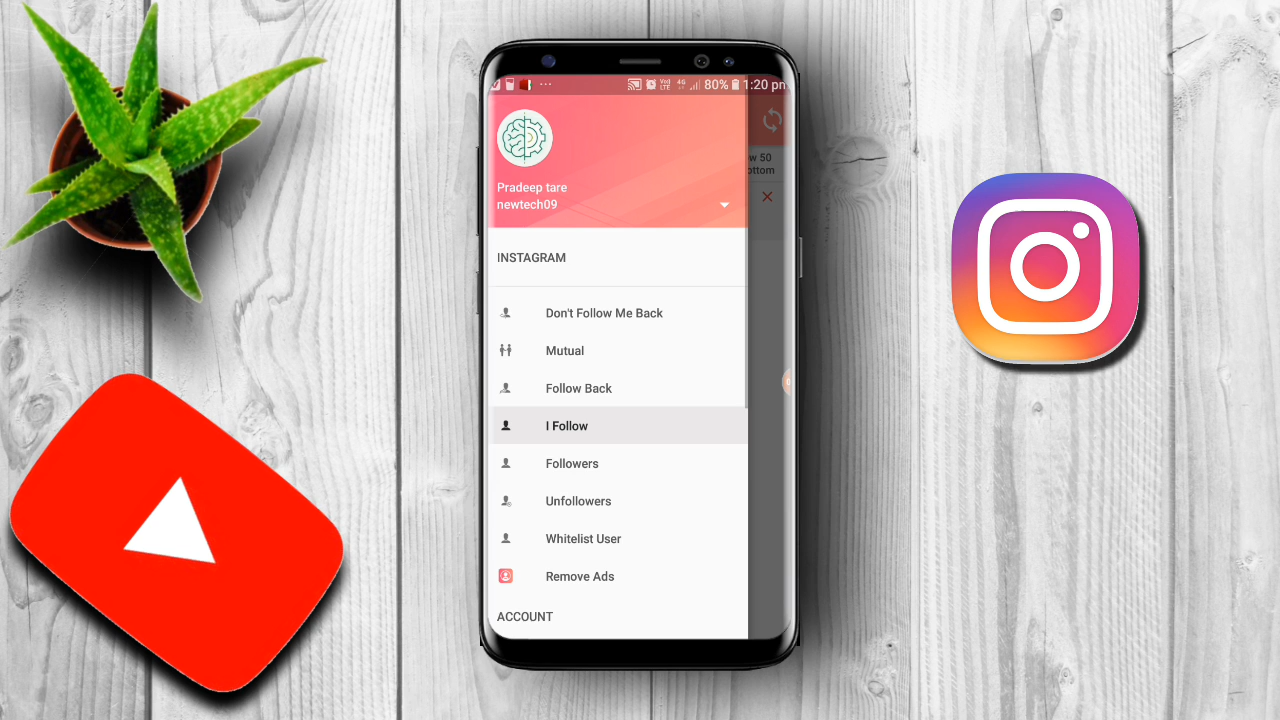 80% 1:20 pm
Pradeep tare
newtech09
INSTAGRAM
Don't Follow Me Back
Mutual
Follow Back
I Follow
Followers
Unfollowers
Whitelist User
Remove Ads
ACCOUNT
50